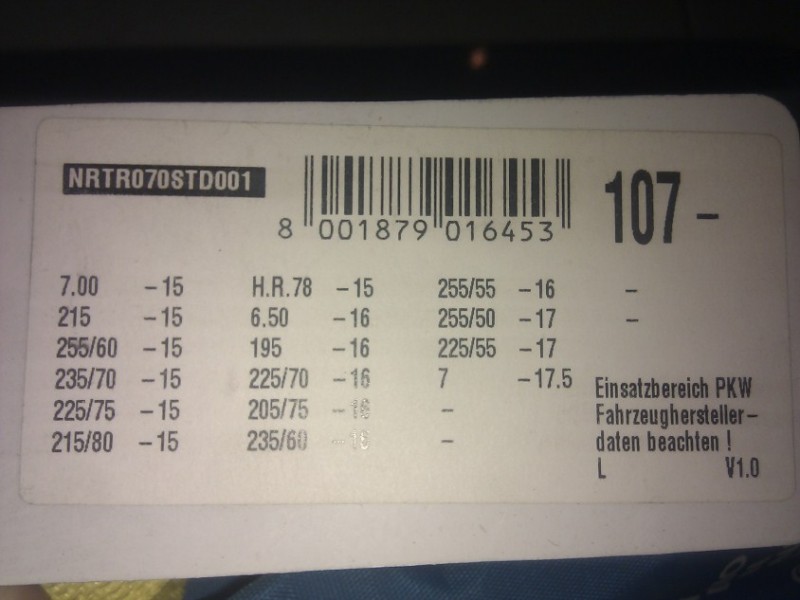 NRTR070STD001
8 001879 016453
107-
7.00 -15 H.R.78 -15 255/55 -16 -
215 -15 6.50 -16 255/50 -17 -
255/60 -15 195 -16 225/55 -17
235/70 -15 225/70 -16 7 -17.5
225/75 -15 205/75 -16 -
215/80 -15 235/60 -16 -
Einsatzbereich PKW
Fahrzeughersteller-
daten beachten !
L V1.0